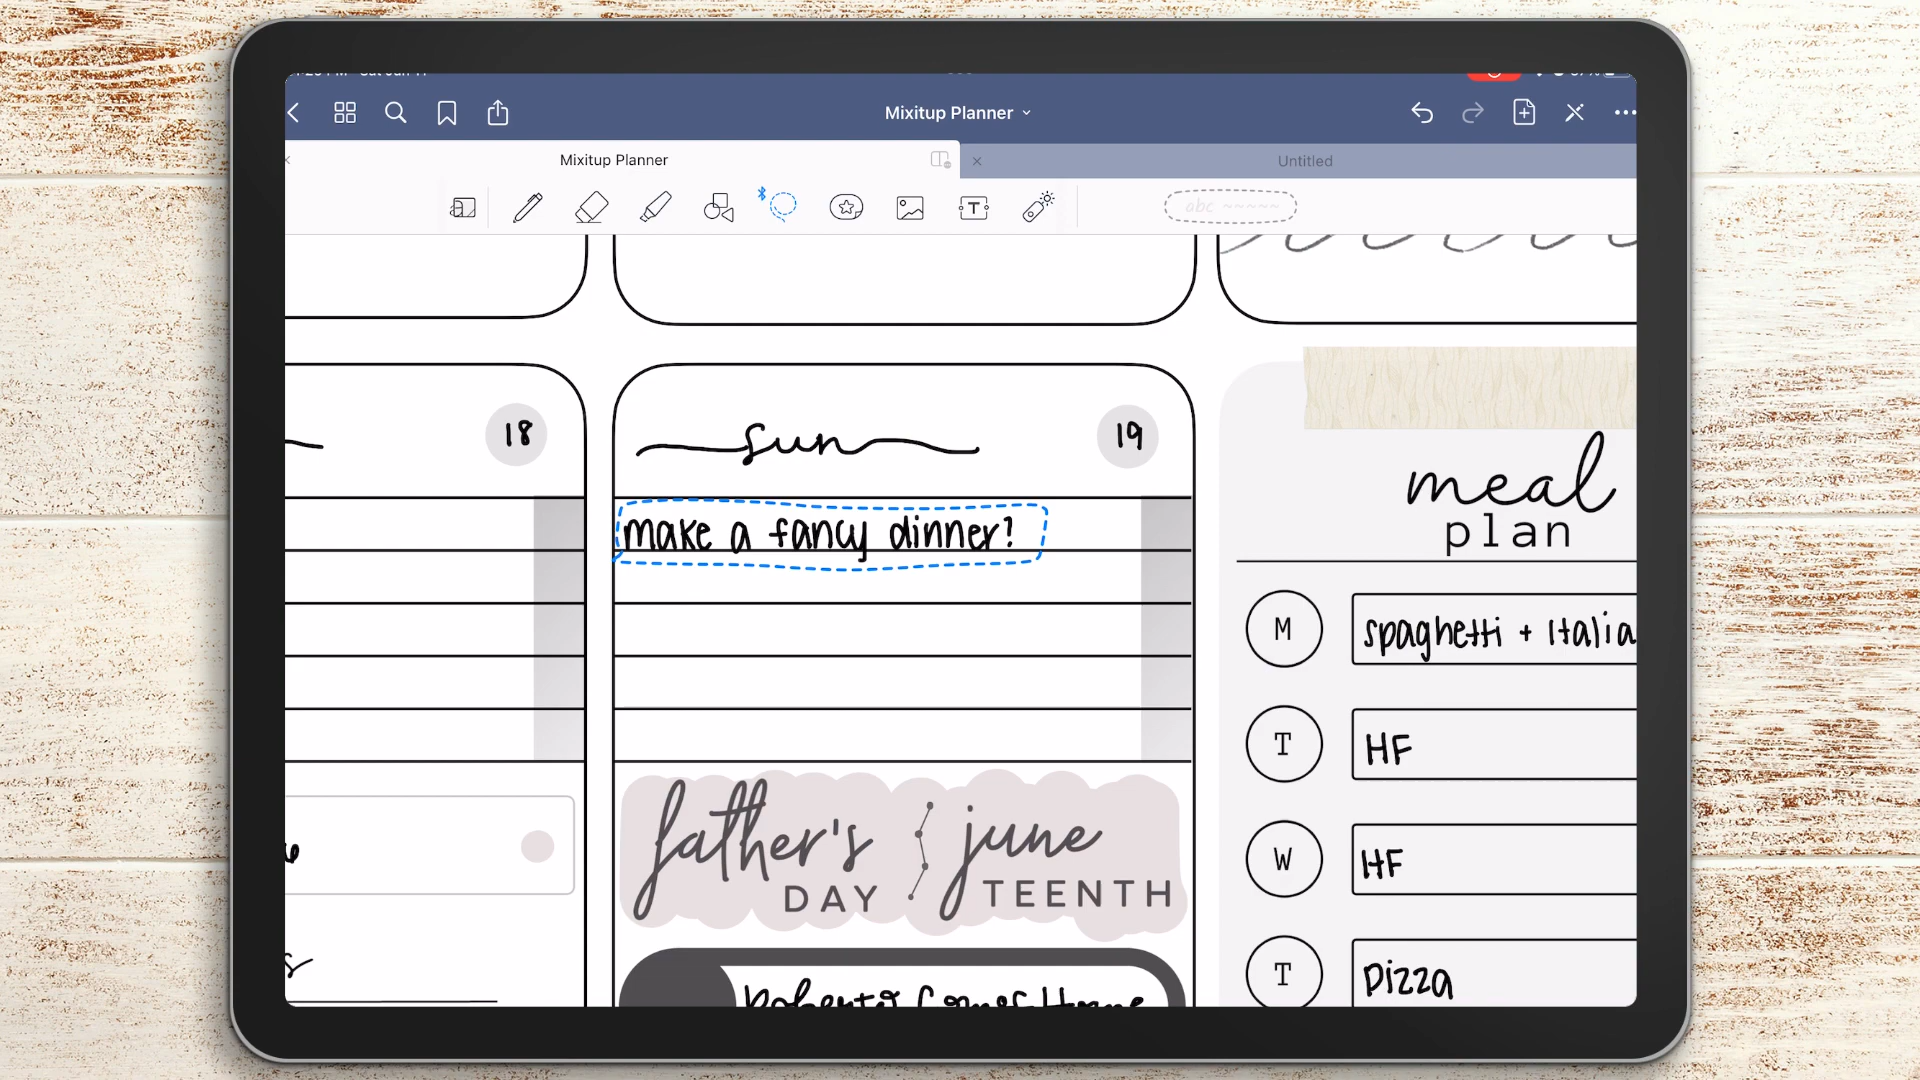 Mixitup Planner
Mixitup Planner
Untitled
abc
18
sun
19
make a fancy dinner?
meal
plan
M
spaghetti + Italia
T
HF
W
HF
T
Pizza
father's
DAY
june
TEENTH